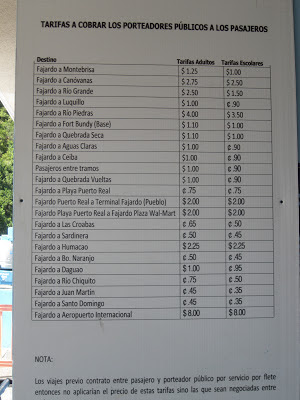 TARIFAS A COBRAR LOS PORTEADORES PÚBLICOS A LOS PASAJEROS
Destino Tarifas Adultos Tarifas Escolares
Fajardo a Montebrisa $ 1.25 $1.00
Fajardo a Canóvanas $ 2.75 $ 2.50
Fajardo a Río Grande $ 2.50 $ 1.50
Fajardo a Luquillo $ 1.00 ¢ .90
Fajardo a Río Piedras $ 4.00 $ 3.50
Fajardo a Fort Bundy (Base) $ 1.10 $ 1.00
Fajardo a Quebrada Seca $ 1.10 $ 1.00
Fajardo a Aguas Claras $ 1.00 ¢ .90
Fajardo a Ceiba $1.00 ¢ .90
Pasajeros entre tramos $ 1.00 ¢ .90
Fajardo a Quebrada Vueltas $ 1.00 ¢ .90
Fajardo a Playa Puerto Real ¢ .75 ¢ .75
Fajardo Puerto Real a Terminal Fajardo (Pueblo) $ 2.00 $ 2.00
Fajardo Playa Puerto Real a Fajardo Plaza Wal-Mart $ 2.00 $ 2.00
Fajardo a Las Croabas ¢ .65 ¢ .50
Fajardo a Sardinera ¢ .50 ¢ .45
Fajardo a Humacao $ 2.25 $ 2.25
Fajardo a Bo. Naranjo ¢ .50 ¢ .45
Fajardo a Daguao $ 1.00 ¢ .95
Fajardo a Río Chiquito ¢ .75 ¢ .50
Fajardo a Juan Martín ¢ .45 ¢ .35
Fajardo a Santo Domingo ¢ .45 ¢ .35
Fajardo a Aeropuerto Internacional $ 8.00 $ 8.00
NOTA:
Los viajes previo contrato entre pasajero y porteador público por servicio por flete
entonces no aplicarían el precio de estas tarifas sino las que sean negociadas entre